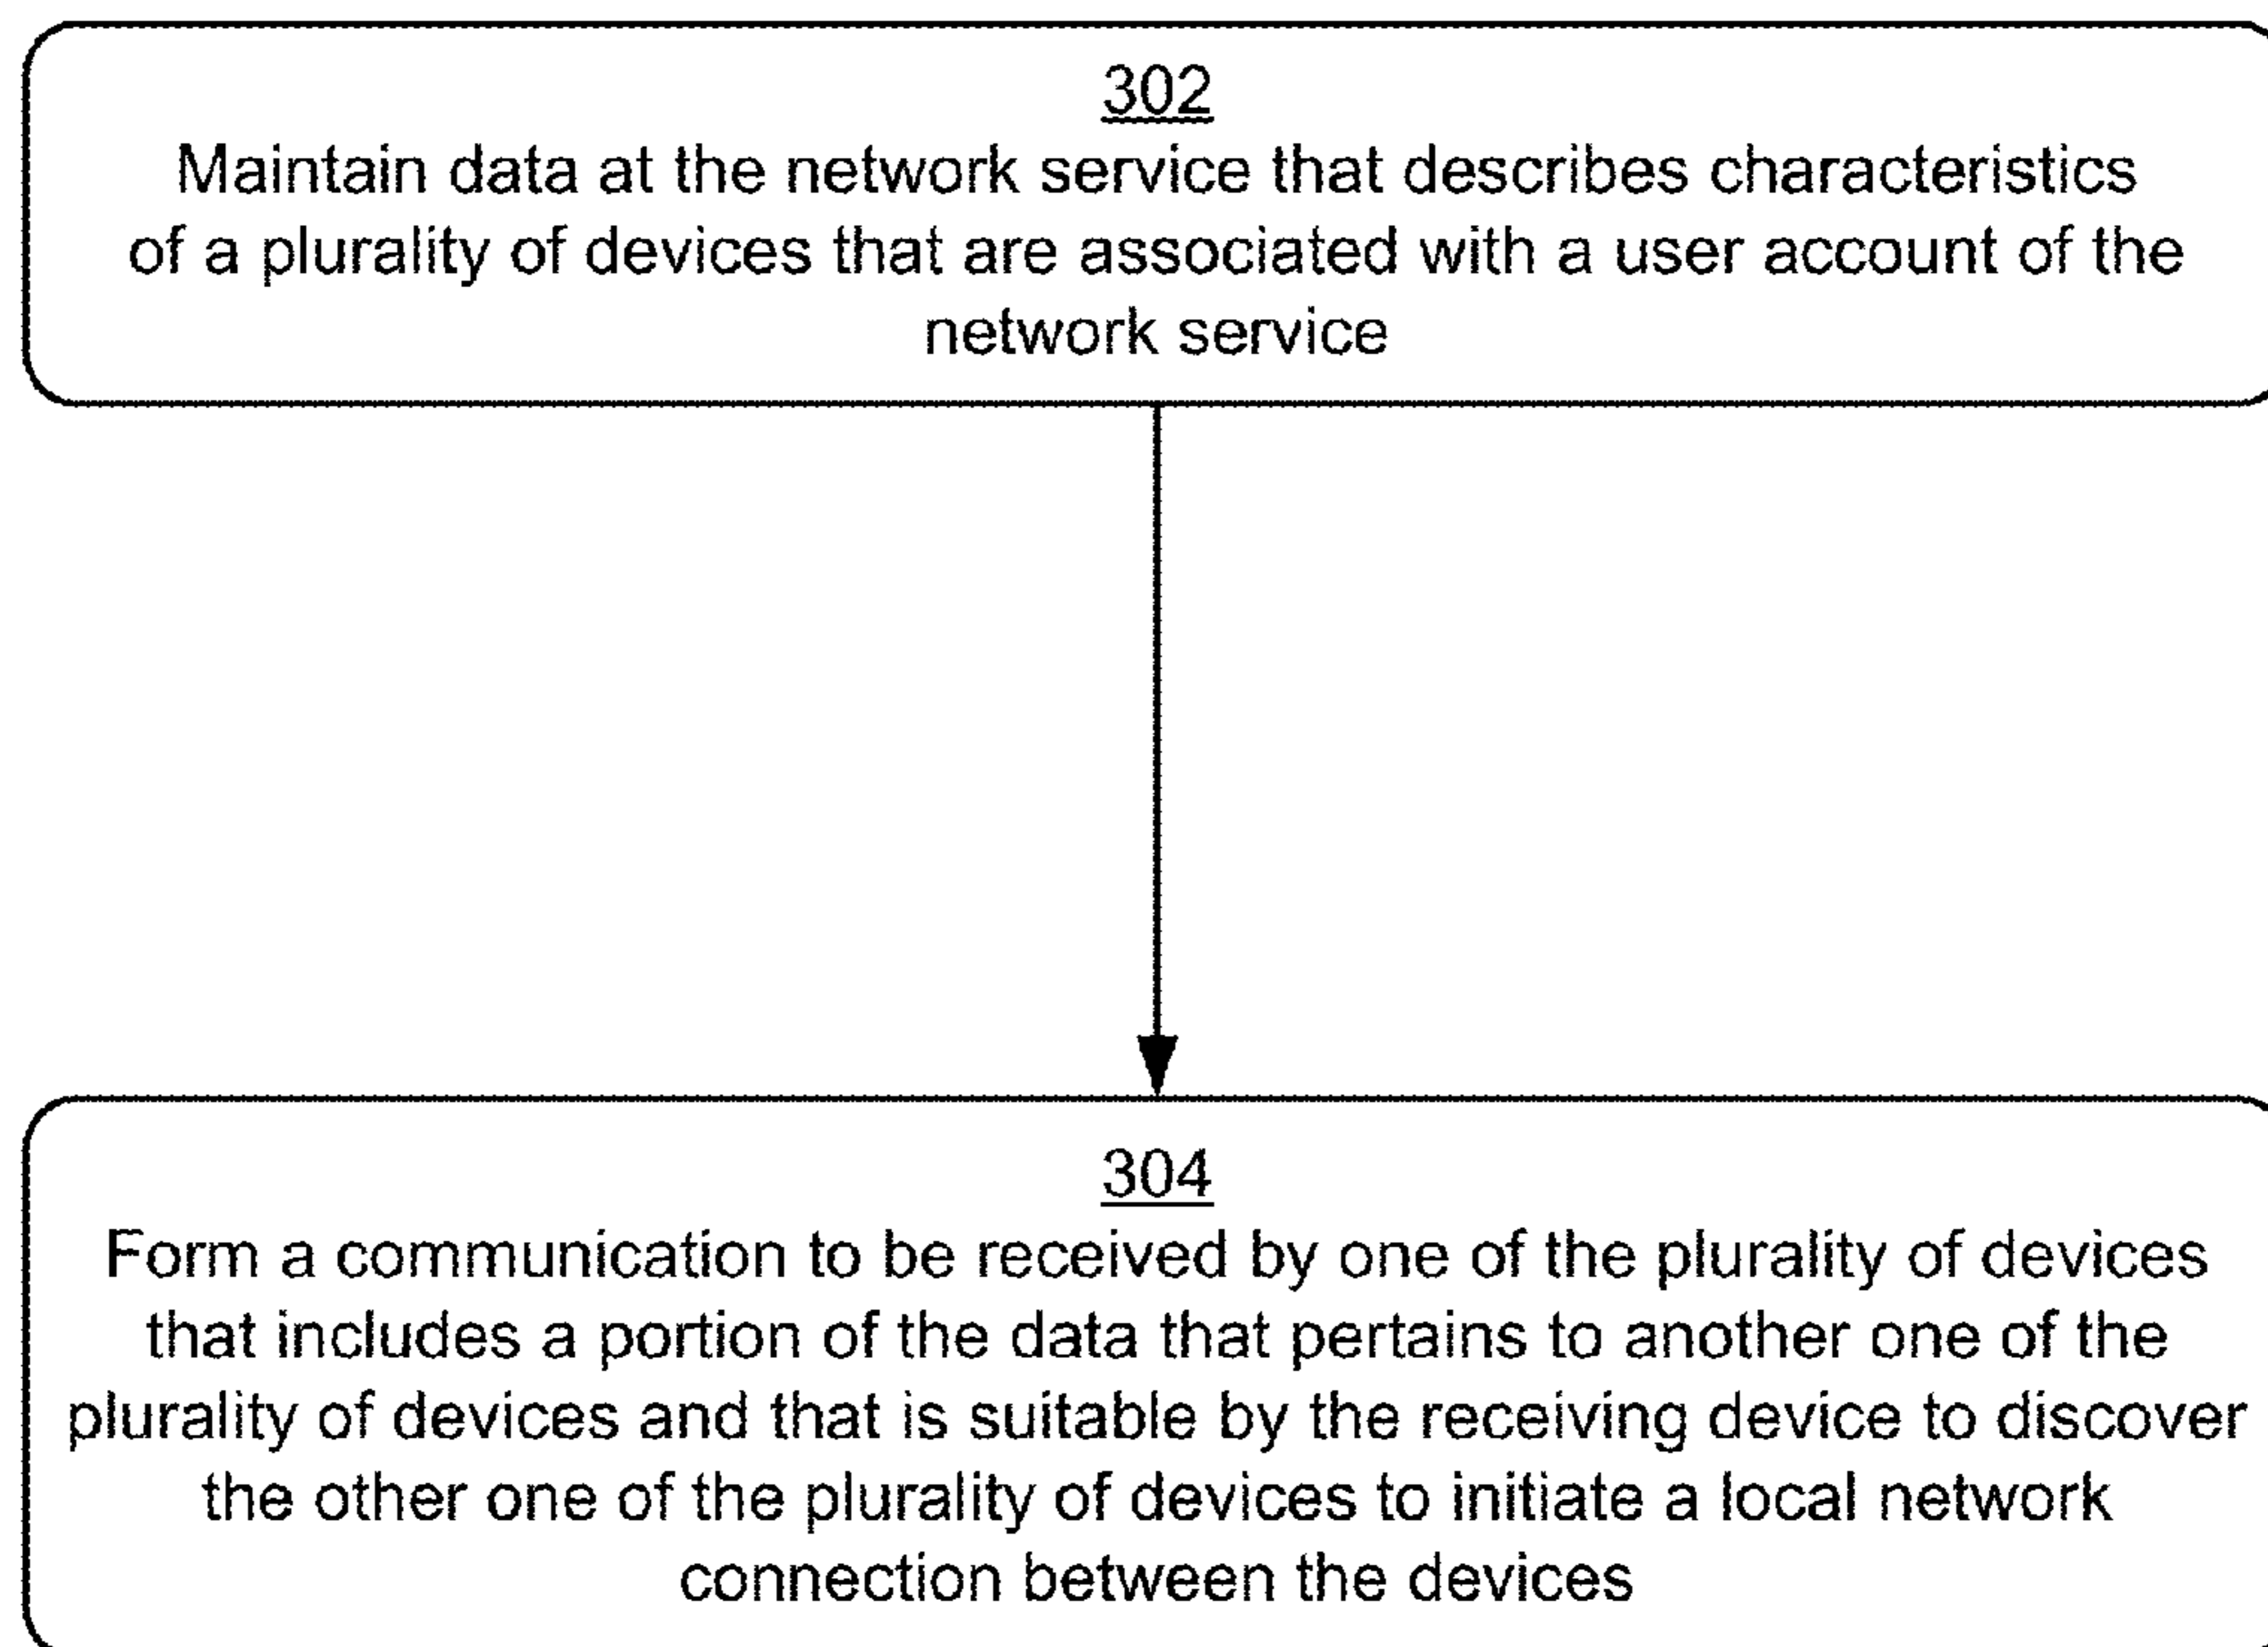 302
Maintain data at the network service that describes characteristics
of a plurality of devices that are associated with a user account of the
network service
304
Form a communication to be received by one of the plurality of devices
that includes a portion of the data that pertains to another one of the
plurality of devices and that is suitable by the receiving device to discover
the other one of the plurality of devices to initiate a local network
connection between the devices